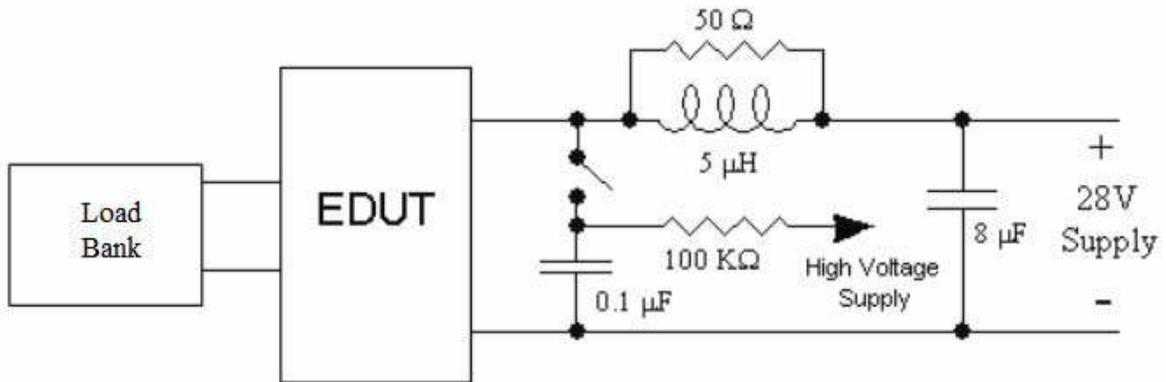 50 Ω
5 μH
+
28V
Supply
-
8 μF
EDUT
Load
Bank
100 KΩ
High Voltage
Supply
0.1 μF